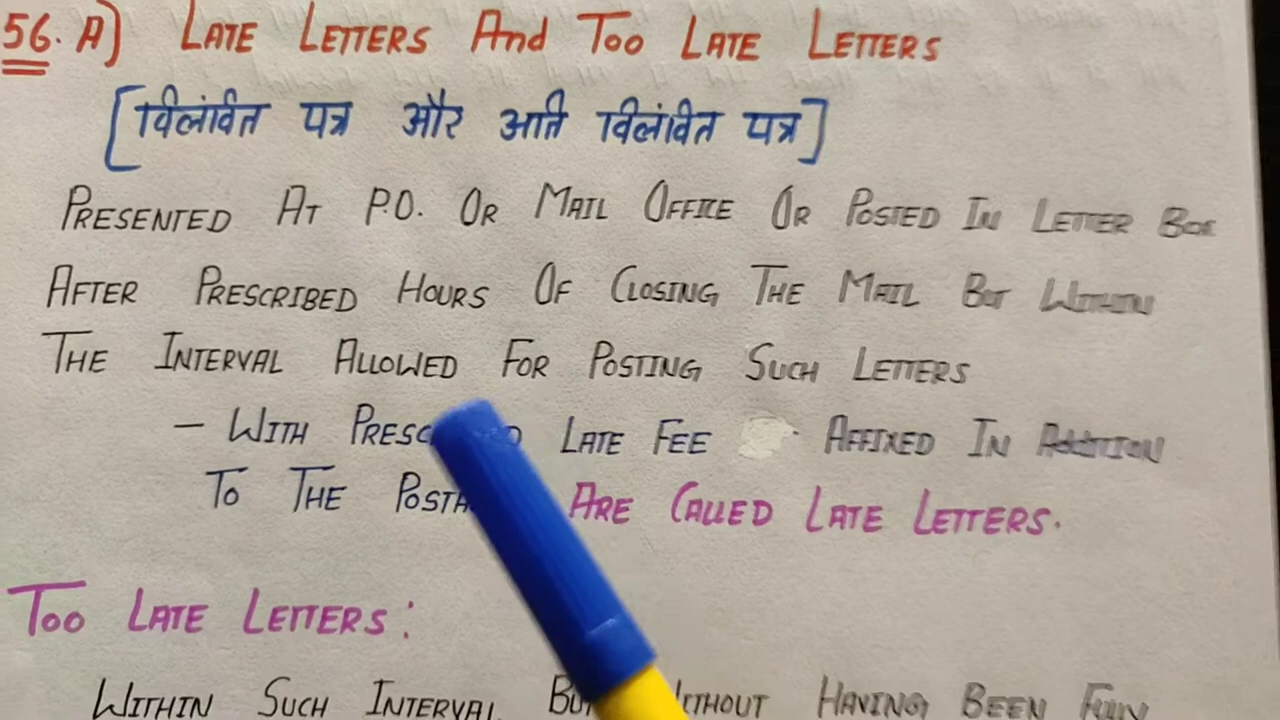 56. A) LATE LETTERS And Too LATE LETTERS
[विलंवित पत्र और अति विलंवित पत्र]
PRESENTED AT P.O. OR MAIL OFFICE OR POSTED IN LETTER BOX
AFTER PRESCRIBED HOURS OF CLOSING THE MAIL BUT WITHIN
THE INTERVAL ALLOWED FOR POSTING SUCH LETTERS
- WITH LATE FEE AFFIXED IN ADDITION
TO THE ARE CALLED LATE LETTERS.
TOO LATE LETTERS:
WITHIN SUCH INTERVAL BUT WITHOUT HAVING BEEN FULLY